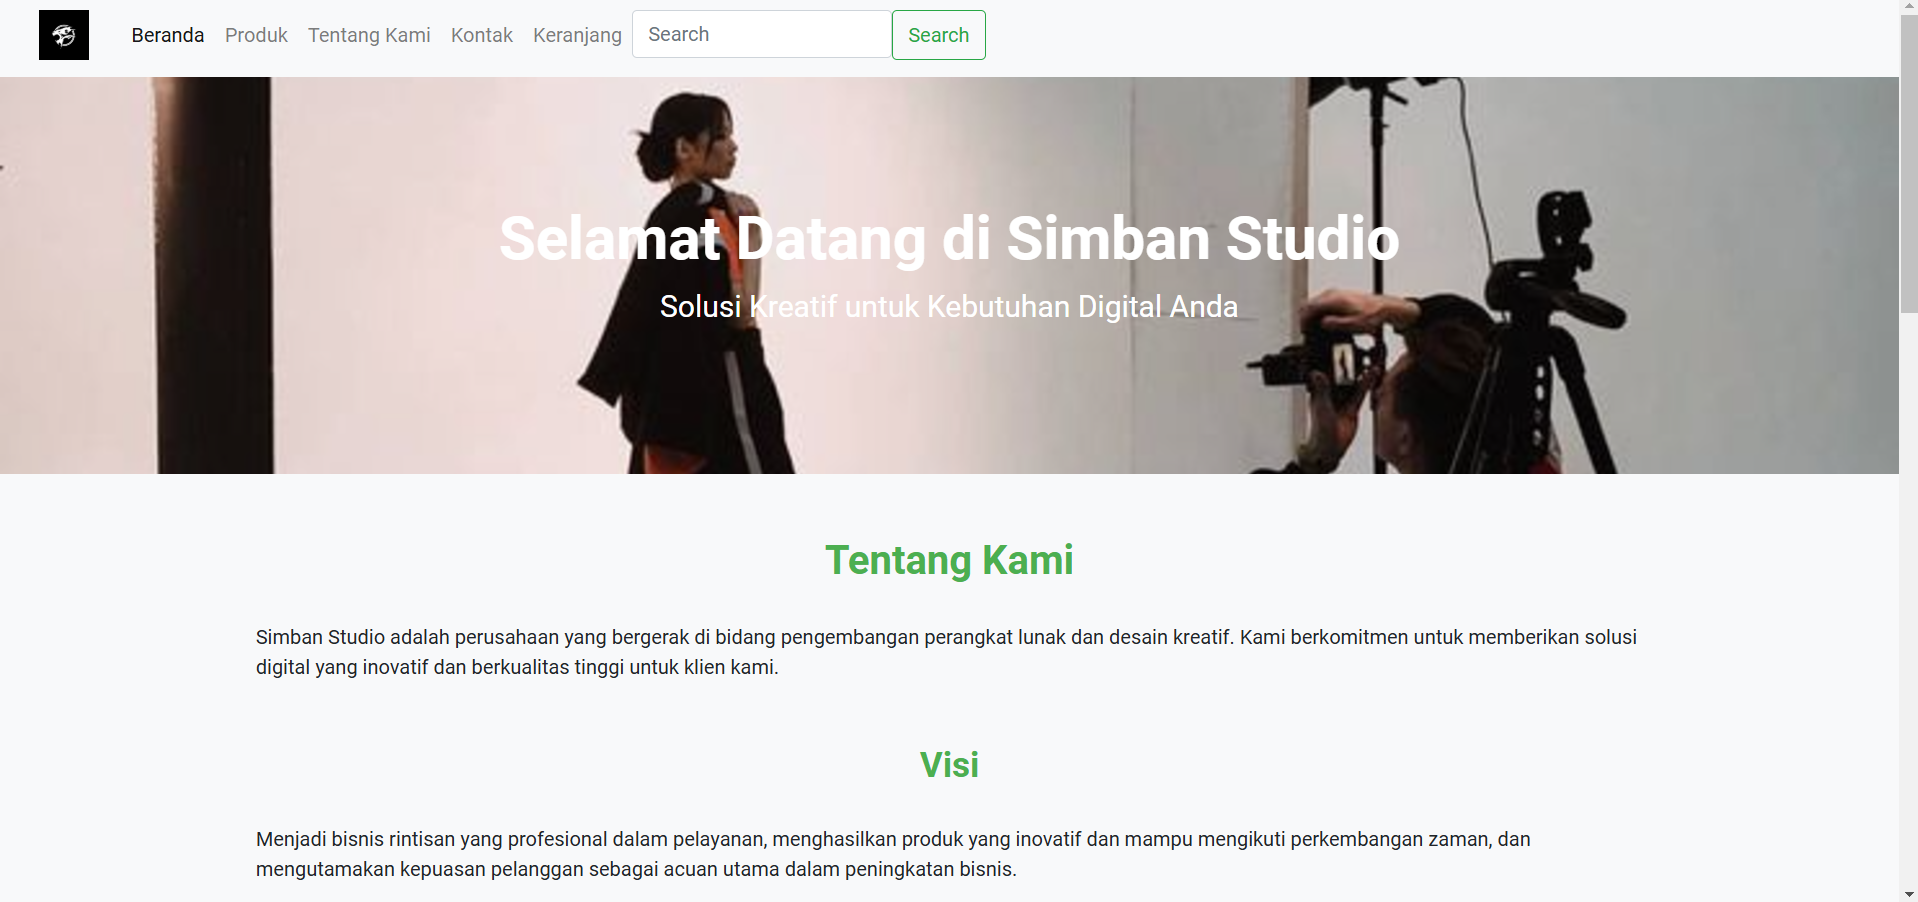 Beranda Produk Tentang Kami Kontak Keranjang Search Search
Selamat Datang di Simban Studio
Solusi Kreatif untuk Kebutuhan Digital Anda
Tentang Kami
Simban Studio adalah perusahaan yang bergerak di bidang pengembangan perangkat lunak dan desain kreatif. Kami berkomitmen untuk memberikan solusi
digital yang inovatif dan berkualitas tinggi untuk klien kami.
Visi
Menjadi bisnis rintisan yang profesional dalam pelayanan, menghasilkan produk yang inovatif dan mampu mengikuti perkembangan zaman, dan
mengutamakan kepuasan pelanggan sebagai acuan utama dalam peningkatan bisnis.